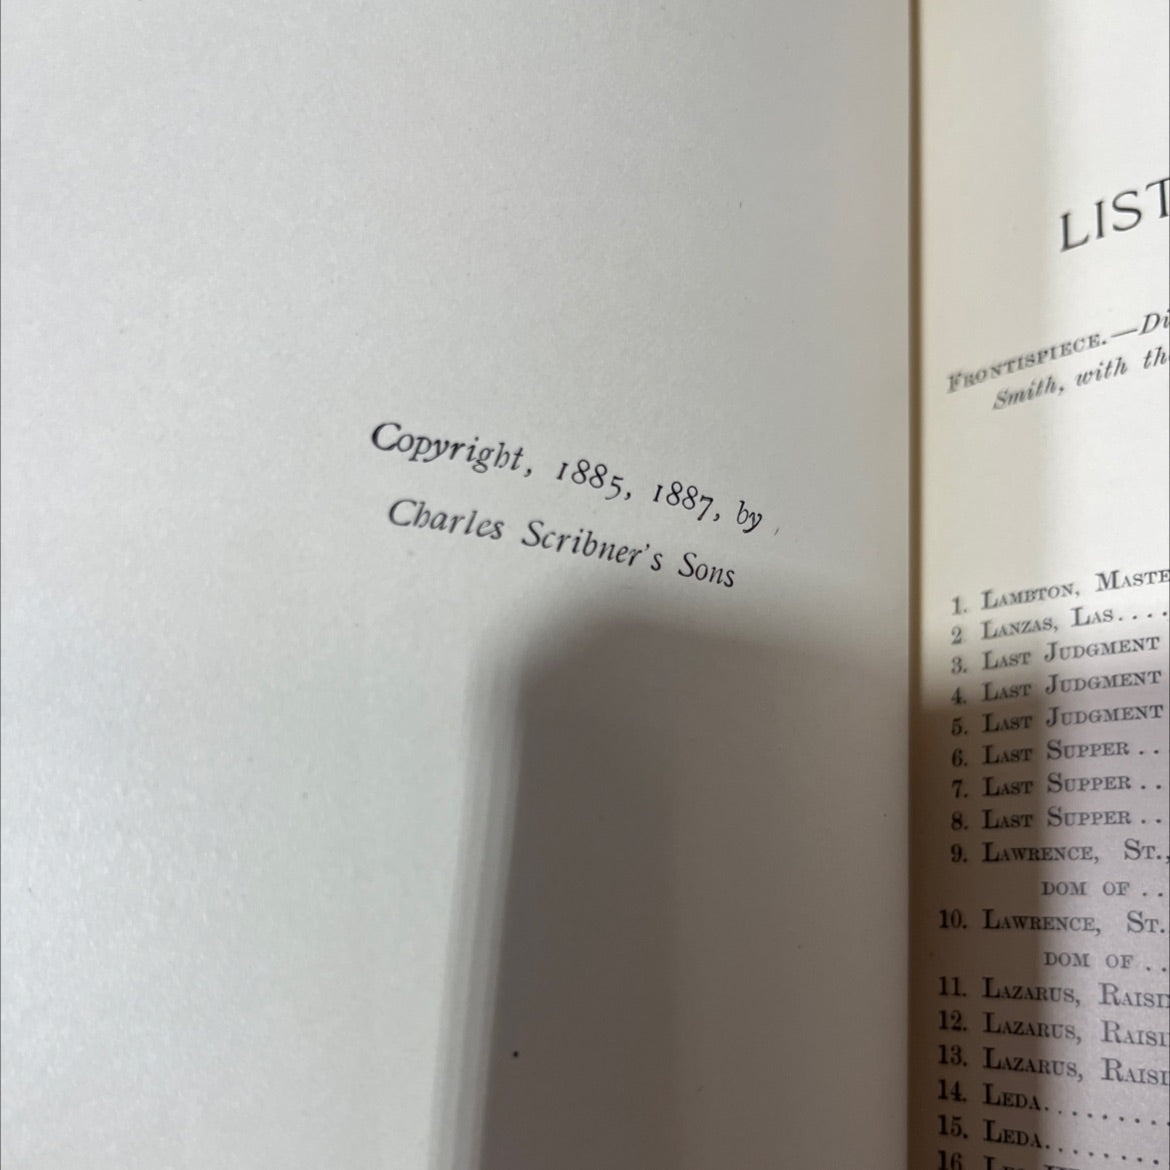 Copyright, 1885, 1887, by
Charles Scribner's Sons
LIST
FRONTISPIECE.—Di
Smith, with th
1. LAMBTON, MASTE
2 LANZAS, LAS....
3. LAST JUDGMENT
4. LAST JUDGMENT
5. LAST JUDGMENT
6. LAST SUPPER ..
7. LAST SUPPER ..
8. LAST SUPPER ..
9. LAWRENCE, ST.,
DOM OF ..
10. LAWRENCE, ST.
DOM OF ..
11. LAZARUS, RAISI
12. LAZARUS, RAISI
13. LAZARUS, RAISI
14. LEDA..........
15. LEDA..........
16.